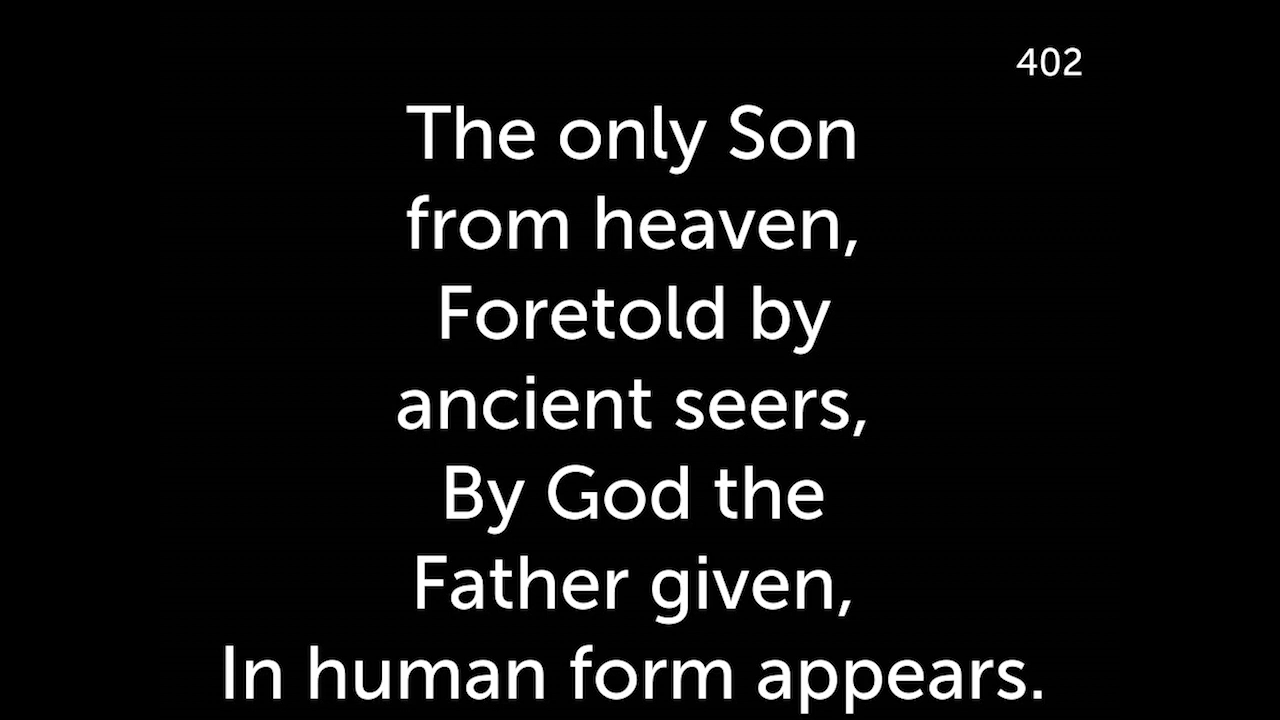 402
The only Son
from heaven,
Foretold by
ancient seers,
By God the
Father given,
In human form appears.